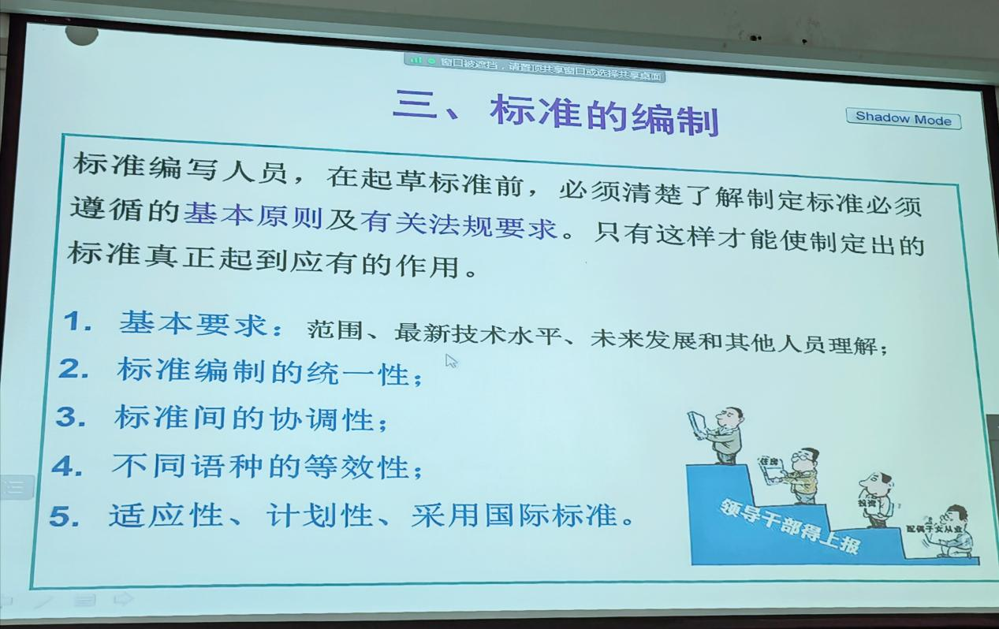 窗口被遮挡，请置顶共享窗口或选择共享桌面
三、标准的编制
Shadow Mode
标准编写人员，在起草标准前，必须清楚了解制定标准必须
遵循的基本原则及有关法规要求。只有这样才能使制定出的
标准真正起到应有的作用。
1. 基本要求：范围、最新技术水平、未来发展和其他人员理解；
2. 标准编制的统一性；
3. 标准间的协调性；
4. 不同语种的等效性；
5. 适应性、计划性、采用国际标准。
住房
投资
配偶子女从业
领导干部得上报